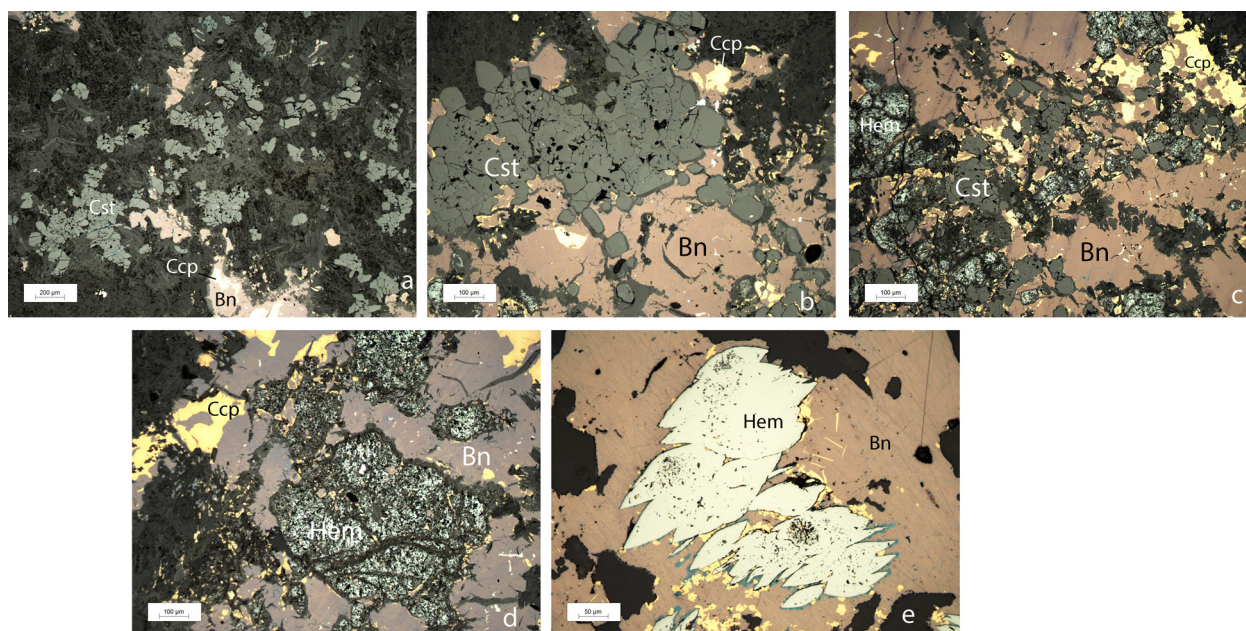 Cst
Ccp
Bn
200 µm
a
Ccp
Cst
Bn
100 µm
b
Ccp
Hem
Cst
Bn
100 µm
c
Ccp
Bn
Hem
100 µm
d
Hem
Bn
50 µm
e